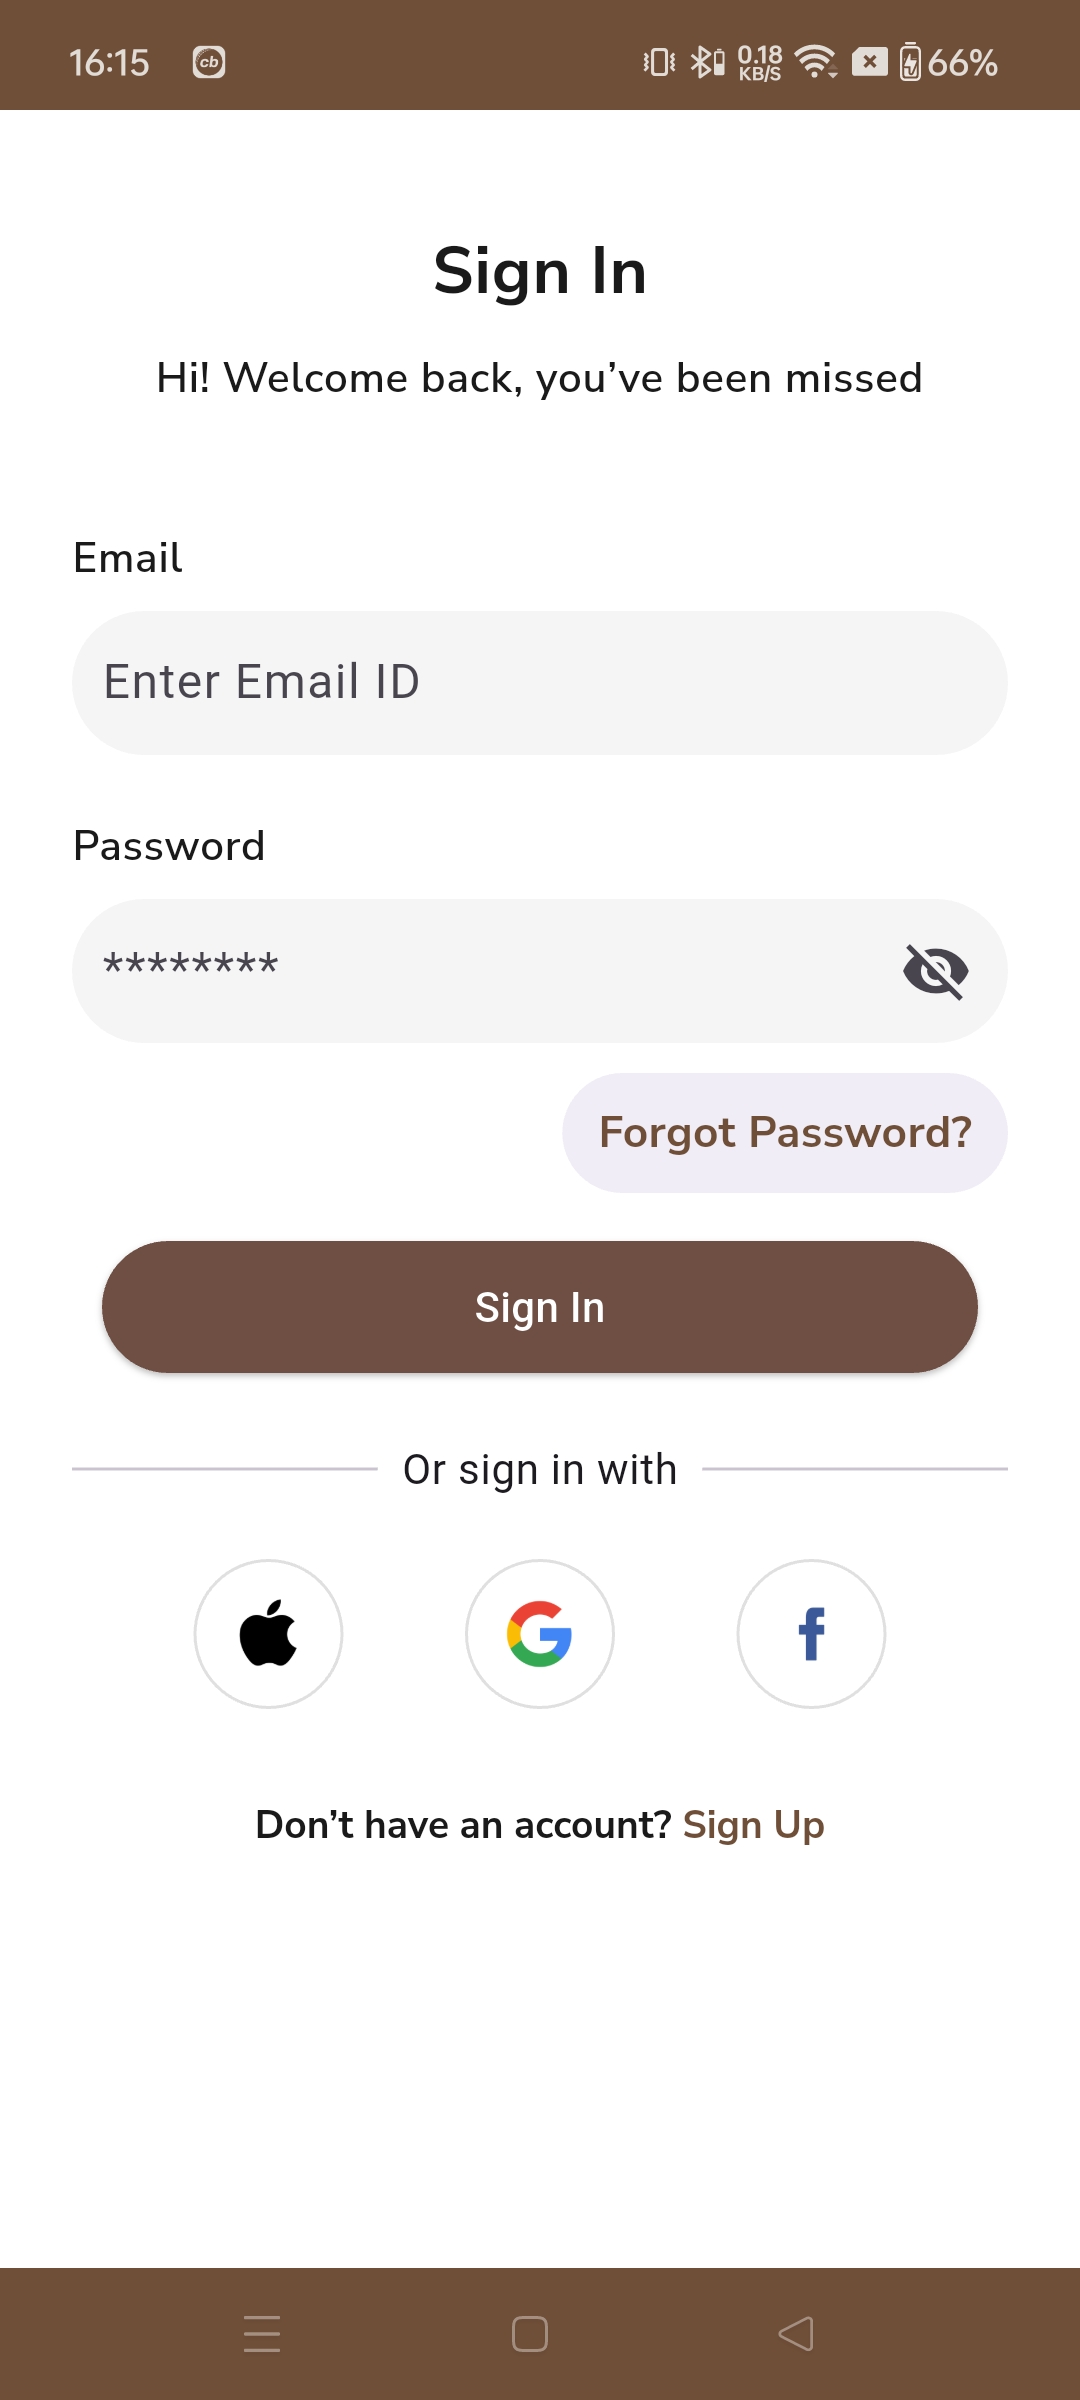 16:15 cb 0.18 KB/S 66%
Sign In
Hi! Welcome back, you’ve been missed
Email
Enter Email ID
Password
********
Forgot Password?
Sign In
Or sign in with
Don’t have an account? Sign Up